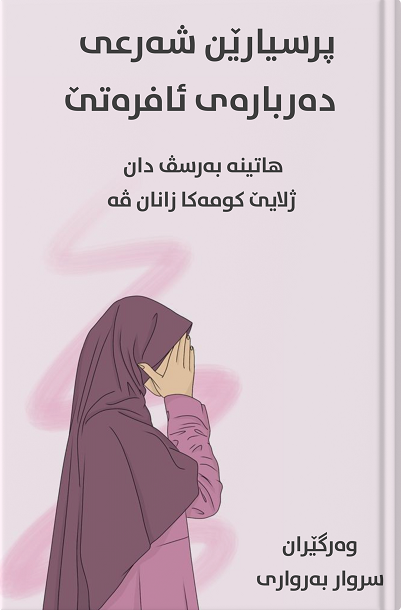 پرسیارێن شەرعی
دەربارەی ئافرەتێ
هاتینە بەرسڤ دان
ژلایێ کومەکا زانان ڤە
وەرگێران
سروار بەرواری